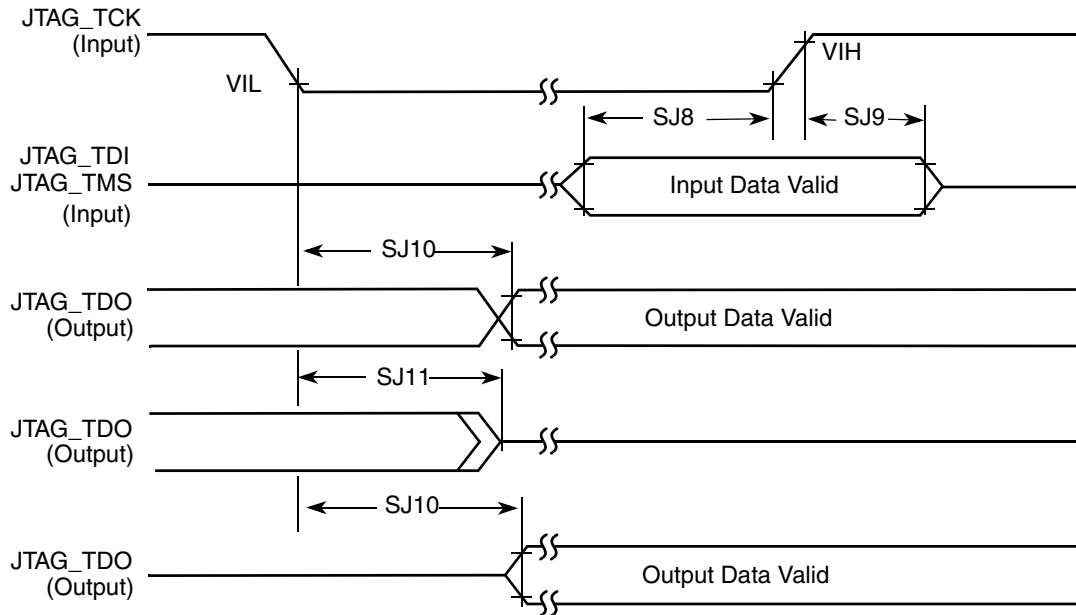 JTAG_TCK
(Input)
VIL
VIH
SJ8
SJ9
JTAG_TDI
JTAG_TMS
(Input)
Input Data Valid
SJ10
JTAG_TDO
(Output)
Output Data Valid
SJ11
JTAG_TDO
(Output)
SJ10
JTAG_TDO
(Output)
Output Data Valid